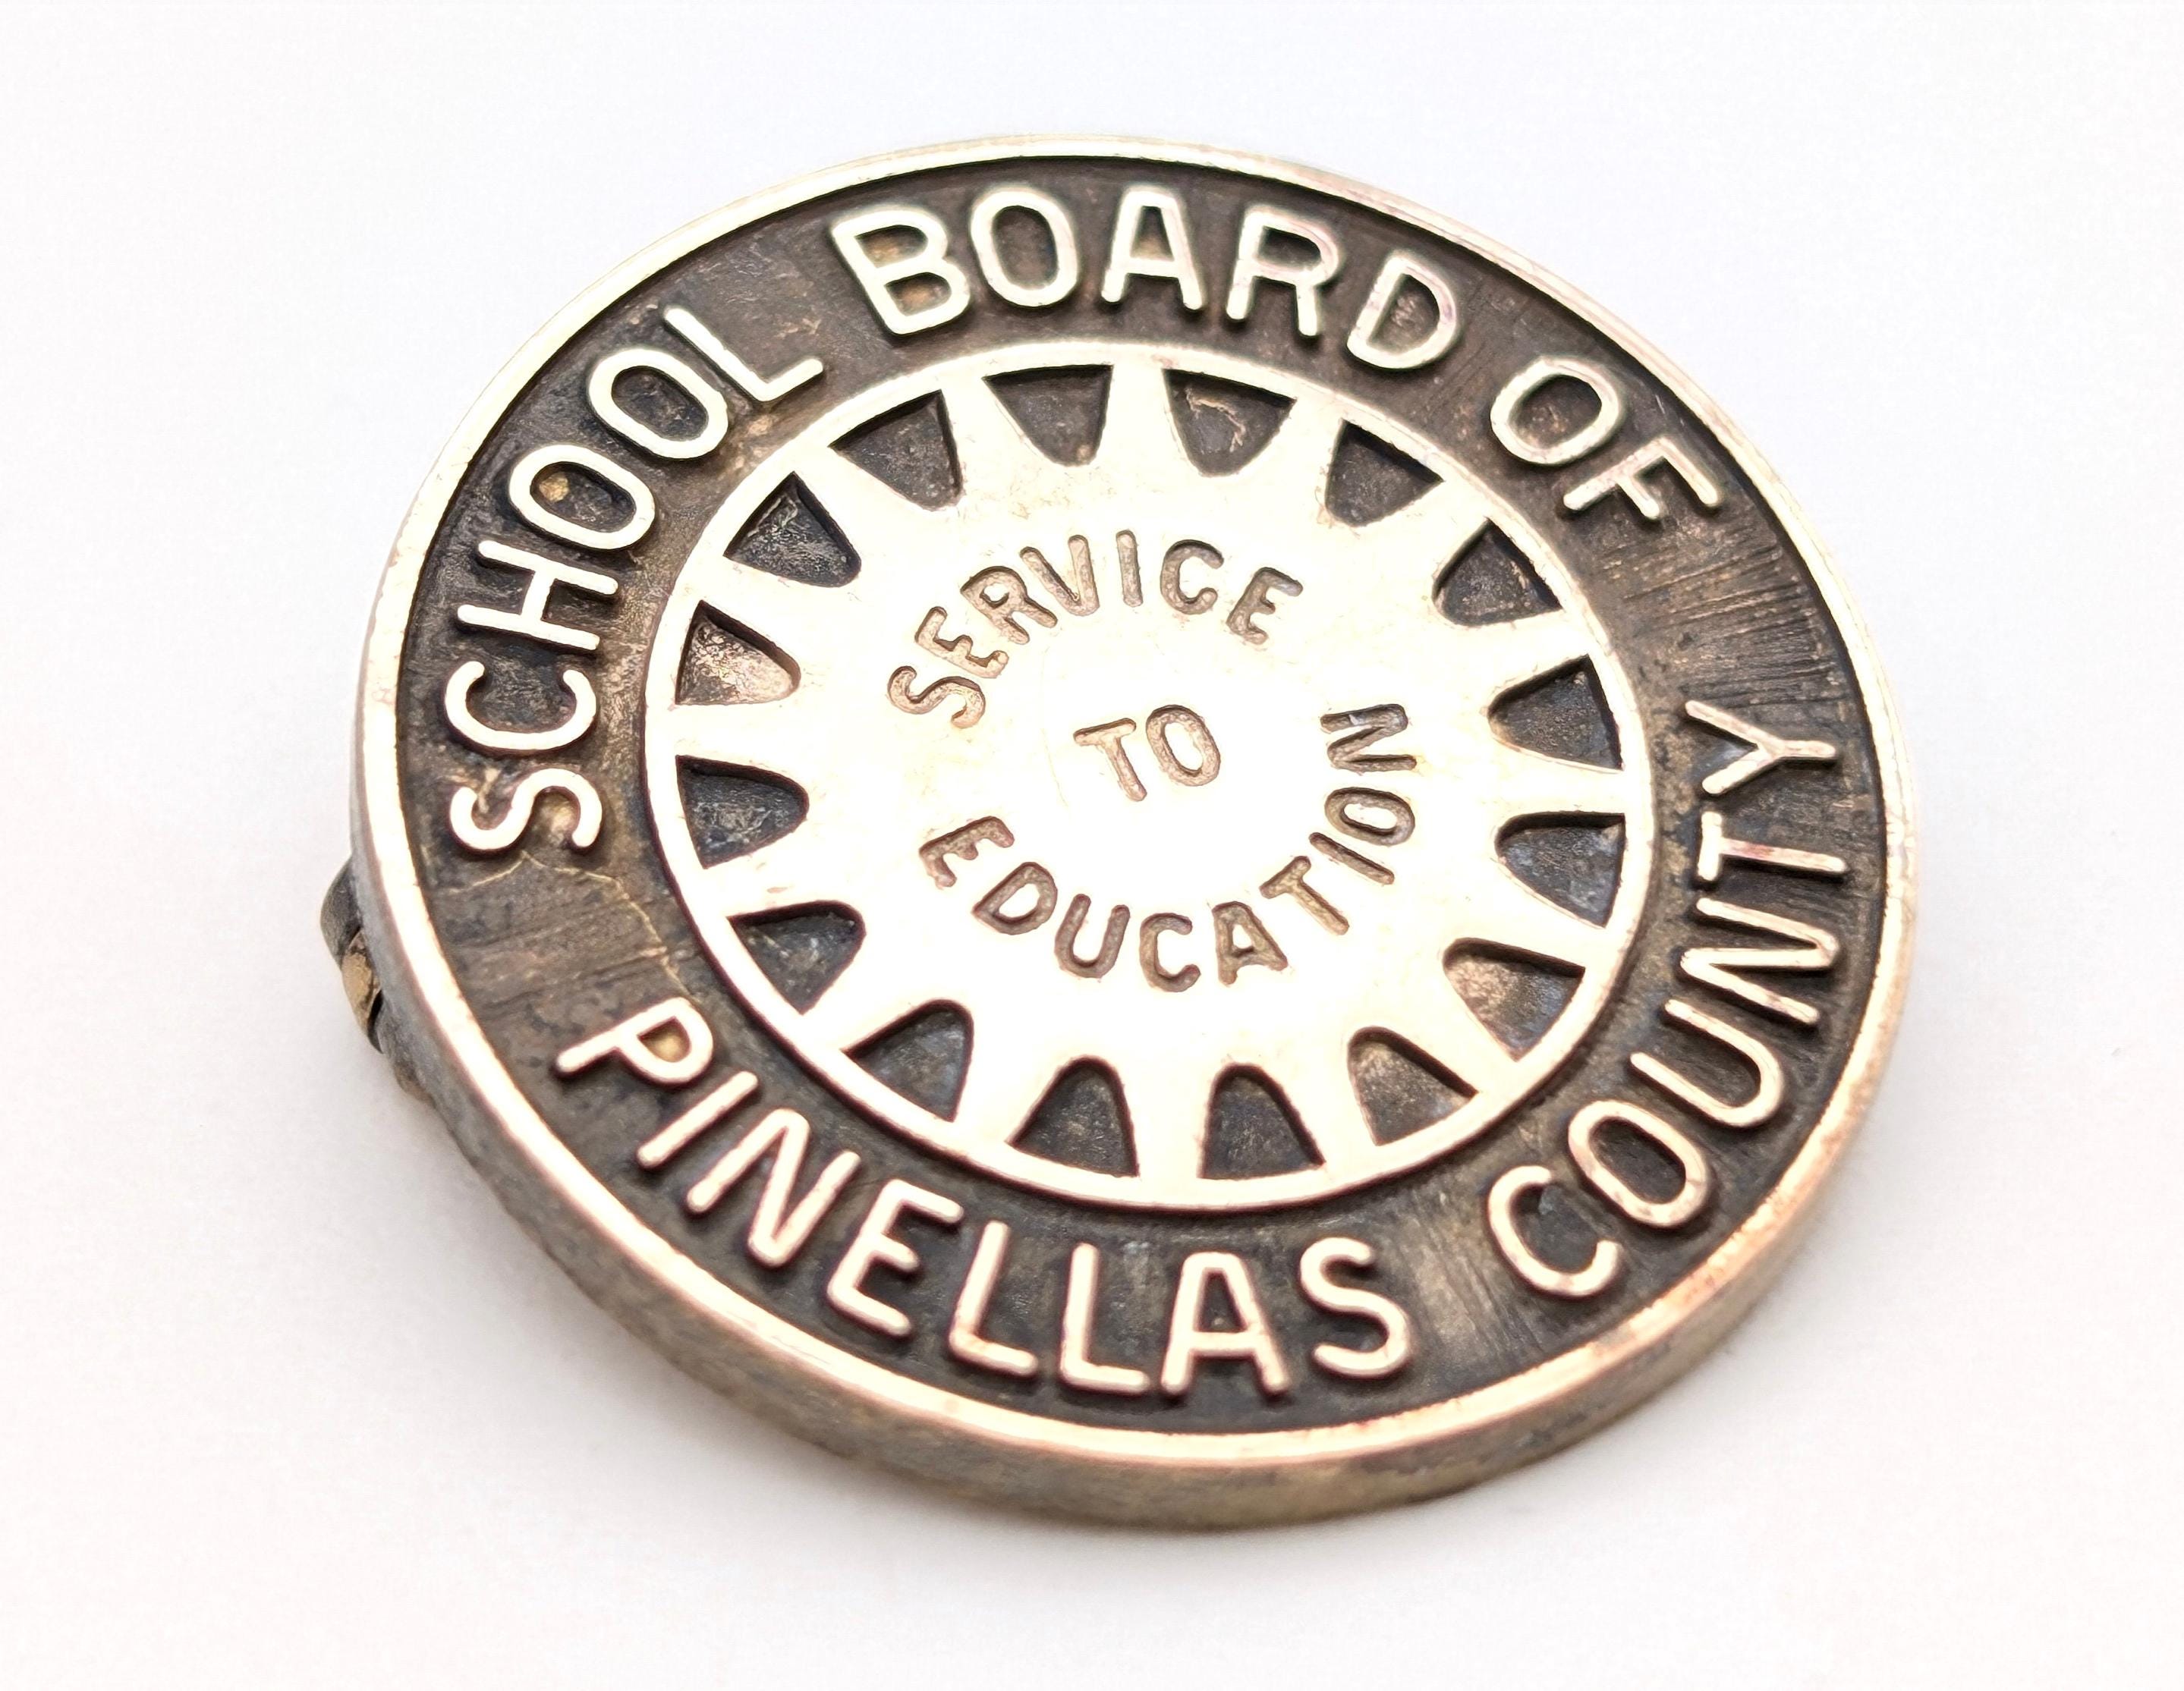 SCHOOL BOARD OF
PINELLAS COUNTY
SERVICE
TO
EDUCATION